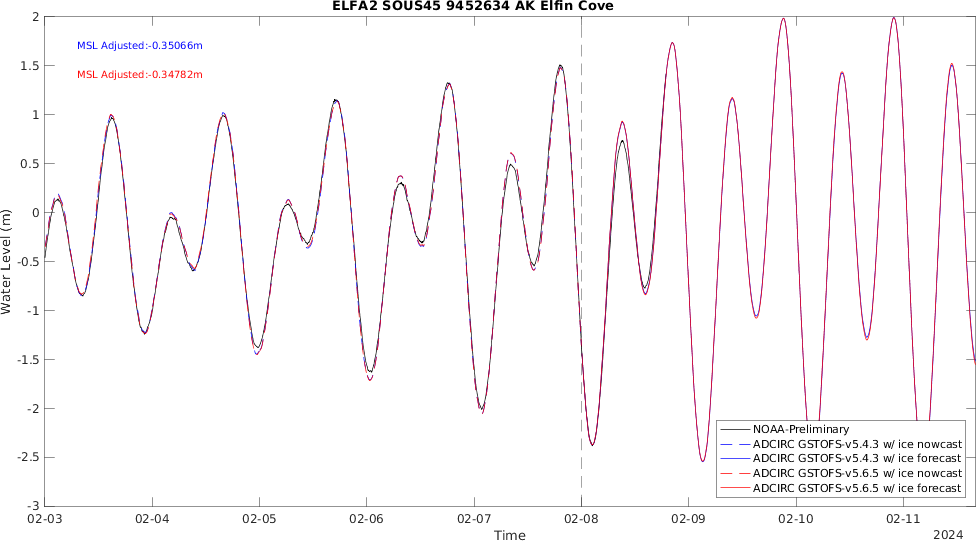 ELFA2 SOUS45 9452634 AK Elfin Cove
MSL Adjusted:-0.35066m
MSL Adjusted:-0.34782m
2
1.5
1
0.5
0
-0.5
-1
-1.5
-2
-2.5
-3
Water Level (m)
NOAA-Preliminary
ADCIRC GSTOFS-v5.4.3 w/ ice nowcast
ADCIRC GSTOFS-v5.4.3 w/ ice forecast
ADCIRC GSTOFS-v5.6.5 w/ ice nowcast
ADCIRC GSTOFS-v5.6.5 w/ ice forecast
02-03 02-04 02-05 02-06 02-07 02-08 02-09 02-10 02-11
Time
2024